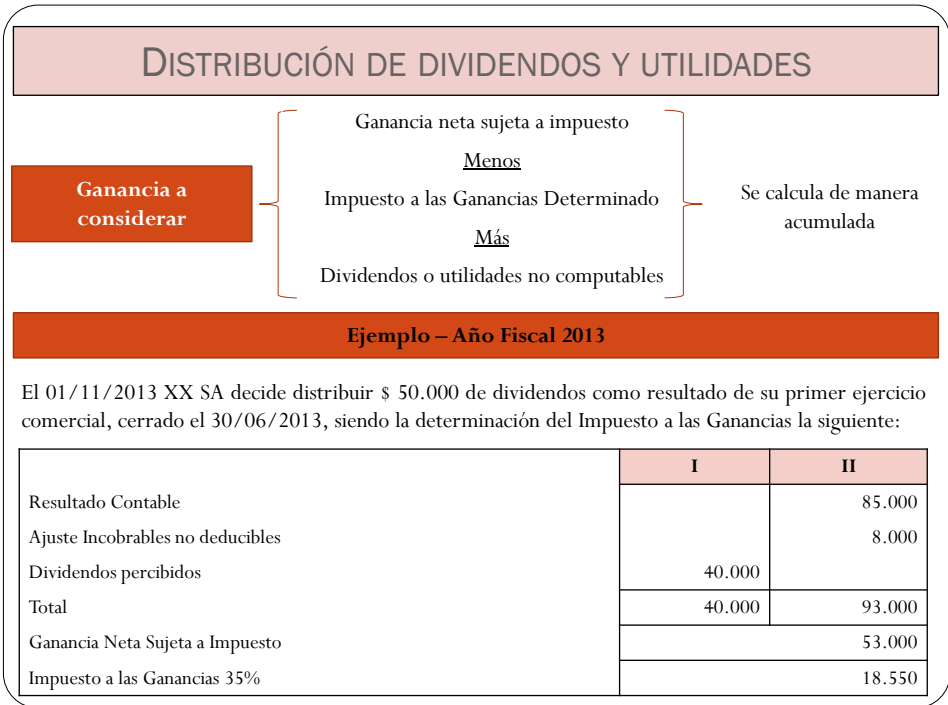 DISTRIBUCIÓN DE DIVIDENDOS Y UTILIDADES
Ganancia a
considerar
Ganancia neta sujeta a impuesto
Menos
Impuesto a las Ganancias Determinado
Más
Dividendos o utilidades no computables
Se calcula de manera
acumulada
Ejemplo – Año Fiscal 2013
El 01/11/2013 XX SA decide distribuir $ 50.000 de dividendos como resultado de su primer ejercicio
comercial, cerrado el 30/06/2013, siendo la determinación del Impuesto a las Ganancias la siguiente:
I II
Resultado Contable 85.000
Ajuste Incobrables no deducibles 8.000
Dividendos percibidos 40.000
Total 40.000 93.000
Ganancia Neta Sujeta a Impuesto 53.000
Impuesto a las Ganancias 35% 18.550